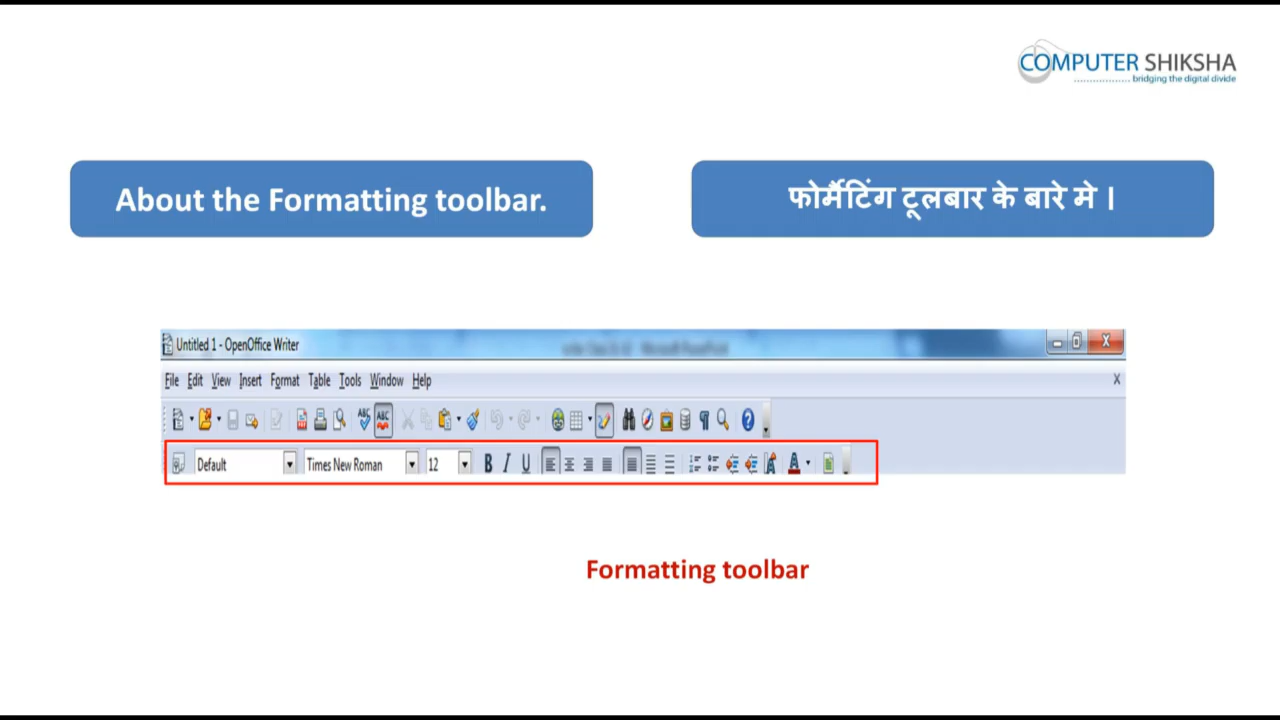 COMPUTER SHIKSHA
bridging the digital divide
About the Formatting toolbar.
फोर्मैटिंग टूलबार के बारे मे ।
Untitled 1 - OpenOffice Writer
File Edit View Insert Format Table Tools Window Help
Default Times New Roman 12 B I U
Formatting toolbar